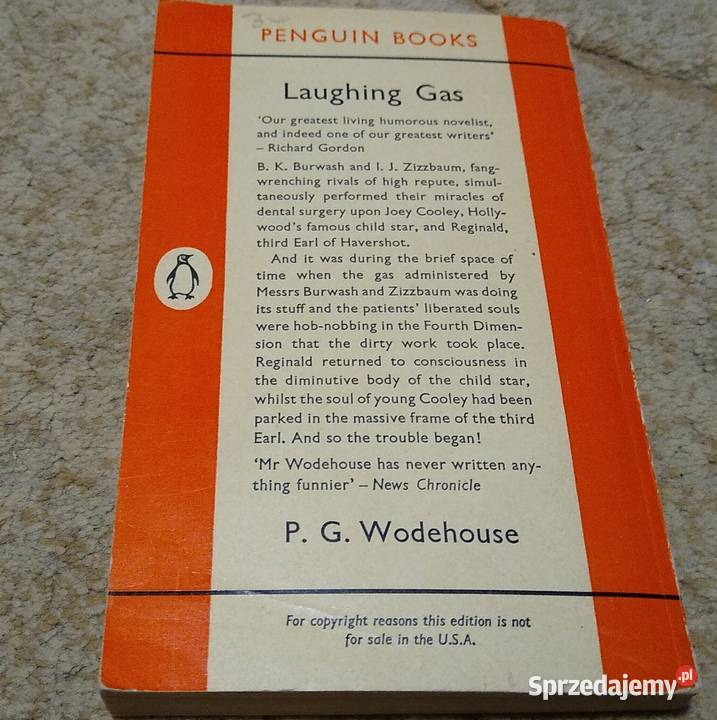 3
PENGUIN BOOKS
Laughing Gas
'Our greatest living humorous novelist,
and indeed one of our greatest writers'
– Richard Gordon
B. K. Burwash and I. J. Zizzbaum, fang-
wrenching rivals of high repute, simul-
taneously performed their miracles of
dental surgery upon Joey Cooley, Holly-
wood's famous child star, and Reginald,
third Earl of Havershot.
And it was during the brief space of
time when the gas administered by
Messrs Burwash and Zizzbaum was doing
its stuff and the patients' liberated souls
were hob-nobbing in the Fourth Dimen-
sion that the dirty work took place.
Reginald returned to consciousness in
the diminutive body of the child star,
whilst the soul of young Cooley had been
parked in the massive frame of the third
Earl. And so the trouble began!
'Mr Wodehouse has never written any-
thing funnier' – News Chronicle
P. G. Wodehouse
For copyright reasons this edition is not
for sale in the U.S.A.
Sprzedajemy.pl